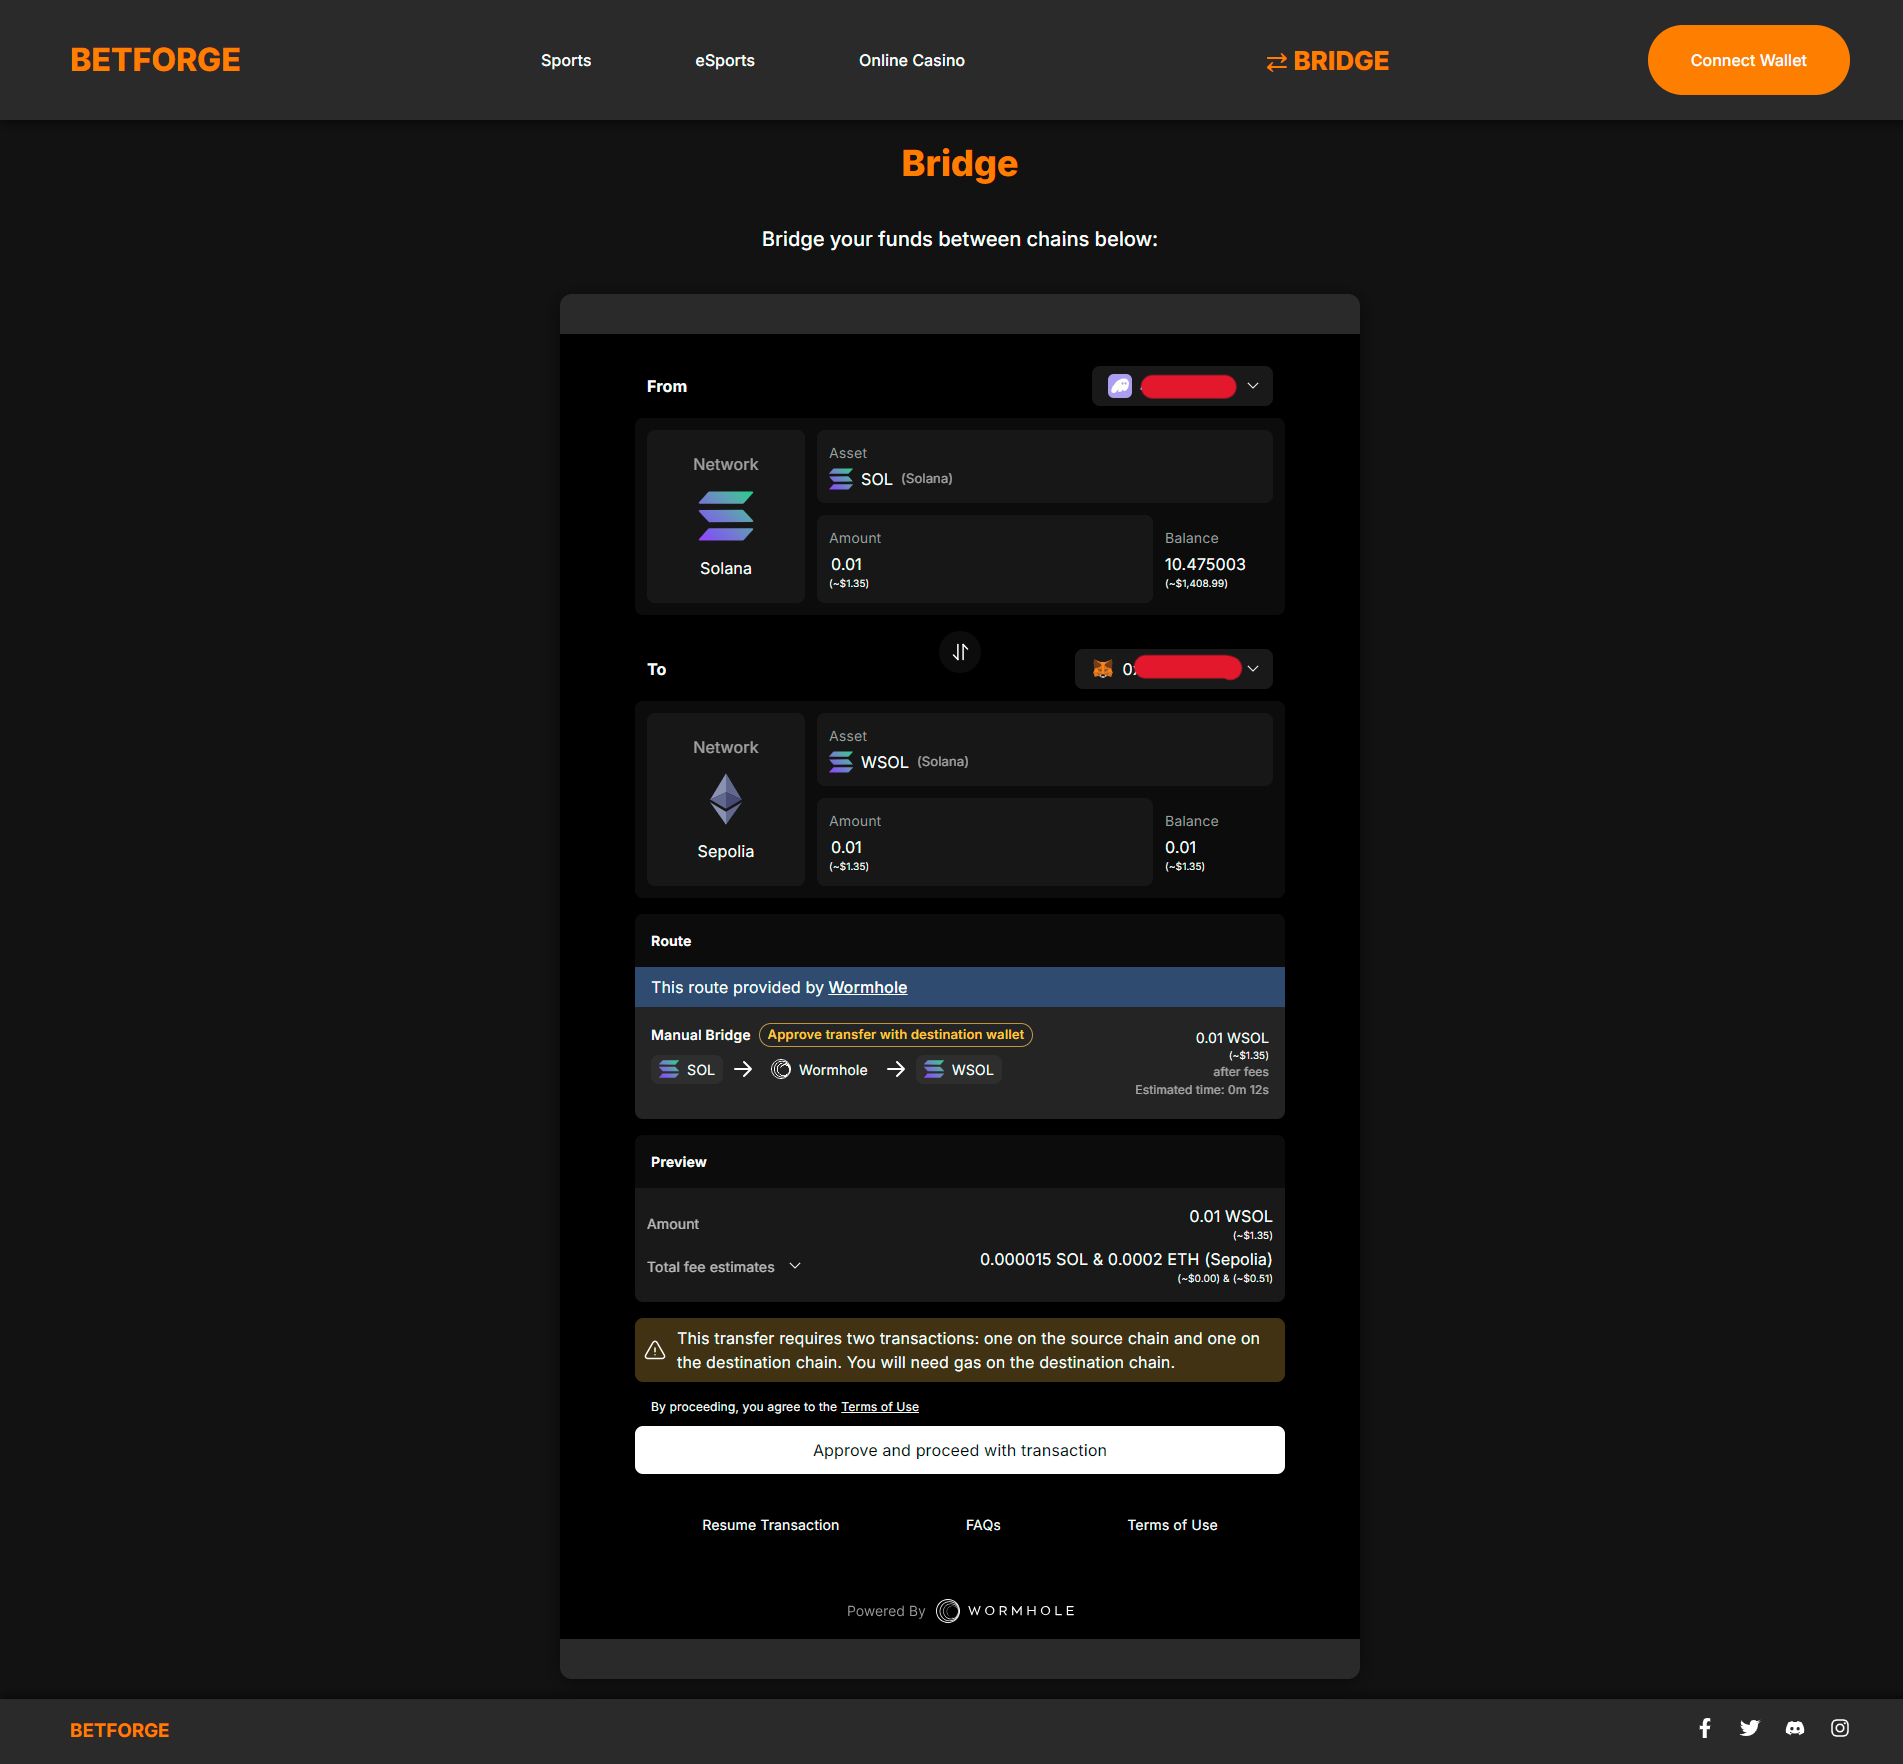 BETFORGE
Sports
eSports
Online Casino
BRIDGE
Connect Wallet
Bridge
Bridge your funds between chains below:
From
Network
Solana
Asset
SOL (Solana)
Amount
0.01
(~$1.35)
Balance
10.475003
(~$1,408.99)
To
Network
Sepolia
Asset
WSOL (Solana)
Amount
0.01
(~$1.35)
Balance
0.01
(~$1.35)
Route
This route provided by Wormhole
Manual Bridge Approve transfer with destination wallet
SOL → Wormhole → WSOL
0.01 WSOL
(~$1.35)
after fees
Estimated time: 0m 12s
Preview
Amount
0.01 WSOL
(~$1.35)
Total fee estimates
0.000015 SOL & 0.0002 ETH (Sepolia)
(~$0.00) & (~$0.51)
This transfer requires two transactions: one on the source chain and one on
the destination chain. You will need gas on the destination chain.
By proceeding, you agree to the Terms of Use
Approve and proceed with transaction
Resume Transaction
FAQs
Terms of Use
Powered By WORMHOLE
BETFORGE